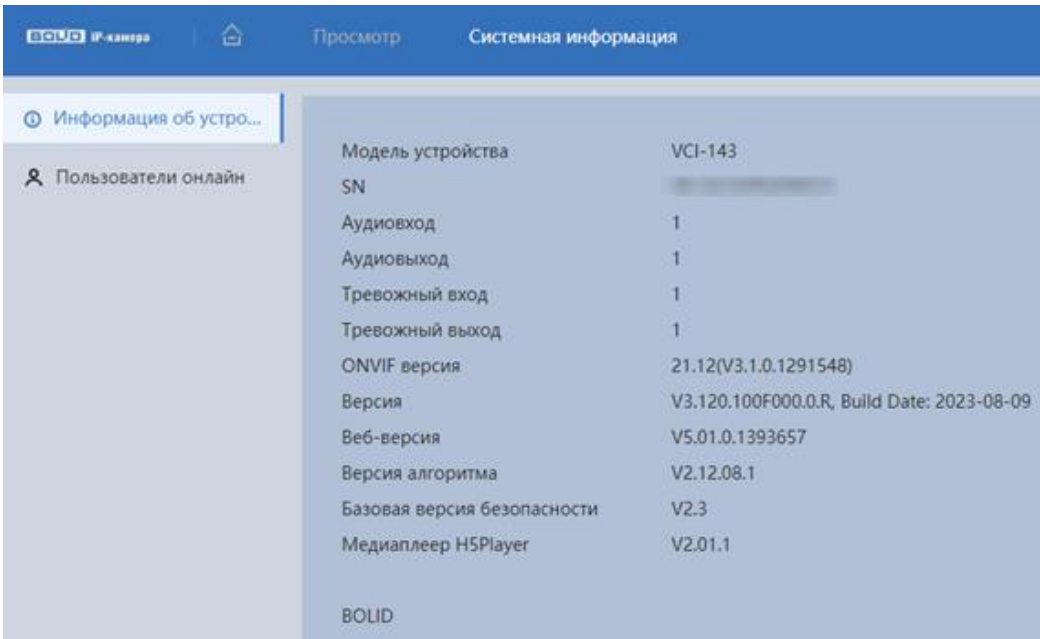 BOLID IP-камера Просмотр Системная информация
Информация об устро...
Пользователи онлайн
Модель устройства VCI-143
SN
Аудиовход 1
Аудиовыход 1
Тревожный вход 1
Тревожный выход 1
ONVIF версия 21.12(V3.1.0.1291548)
Версия V3.120.100F000.0.R, Build Date: 2023-08-09
Веб-версия V5.01.0.1393657
Версия алгоритма V2.12.08.1
Базовая версия безопасности V2.3
Медиаплеер H5Player V2.01.1
BOLID